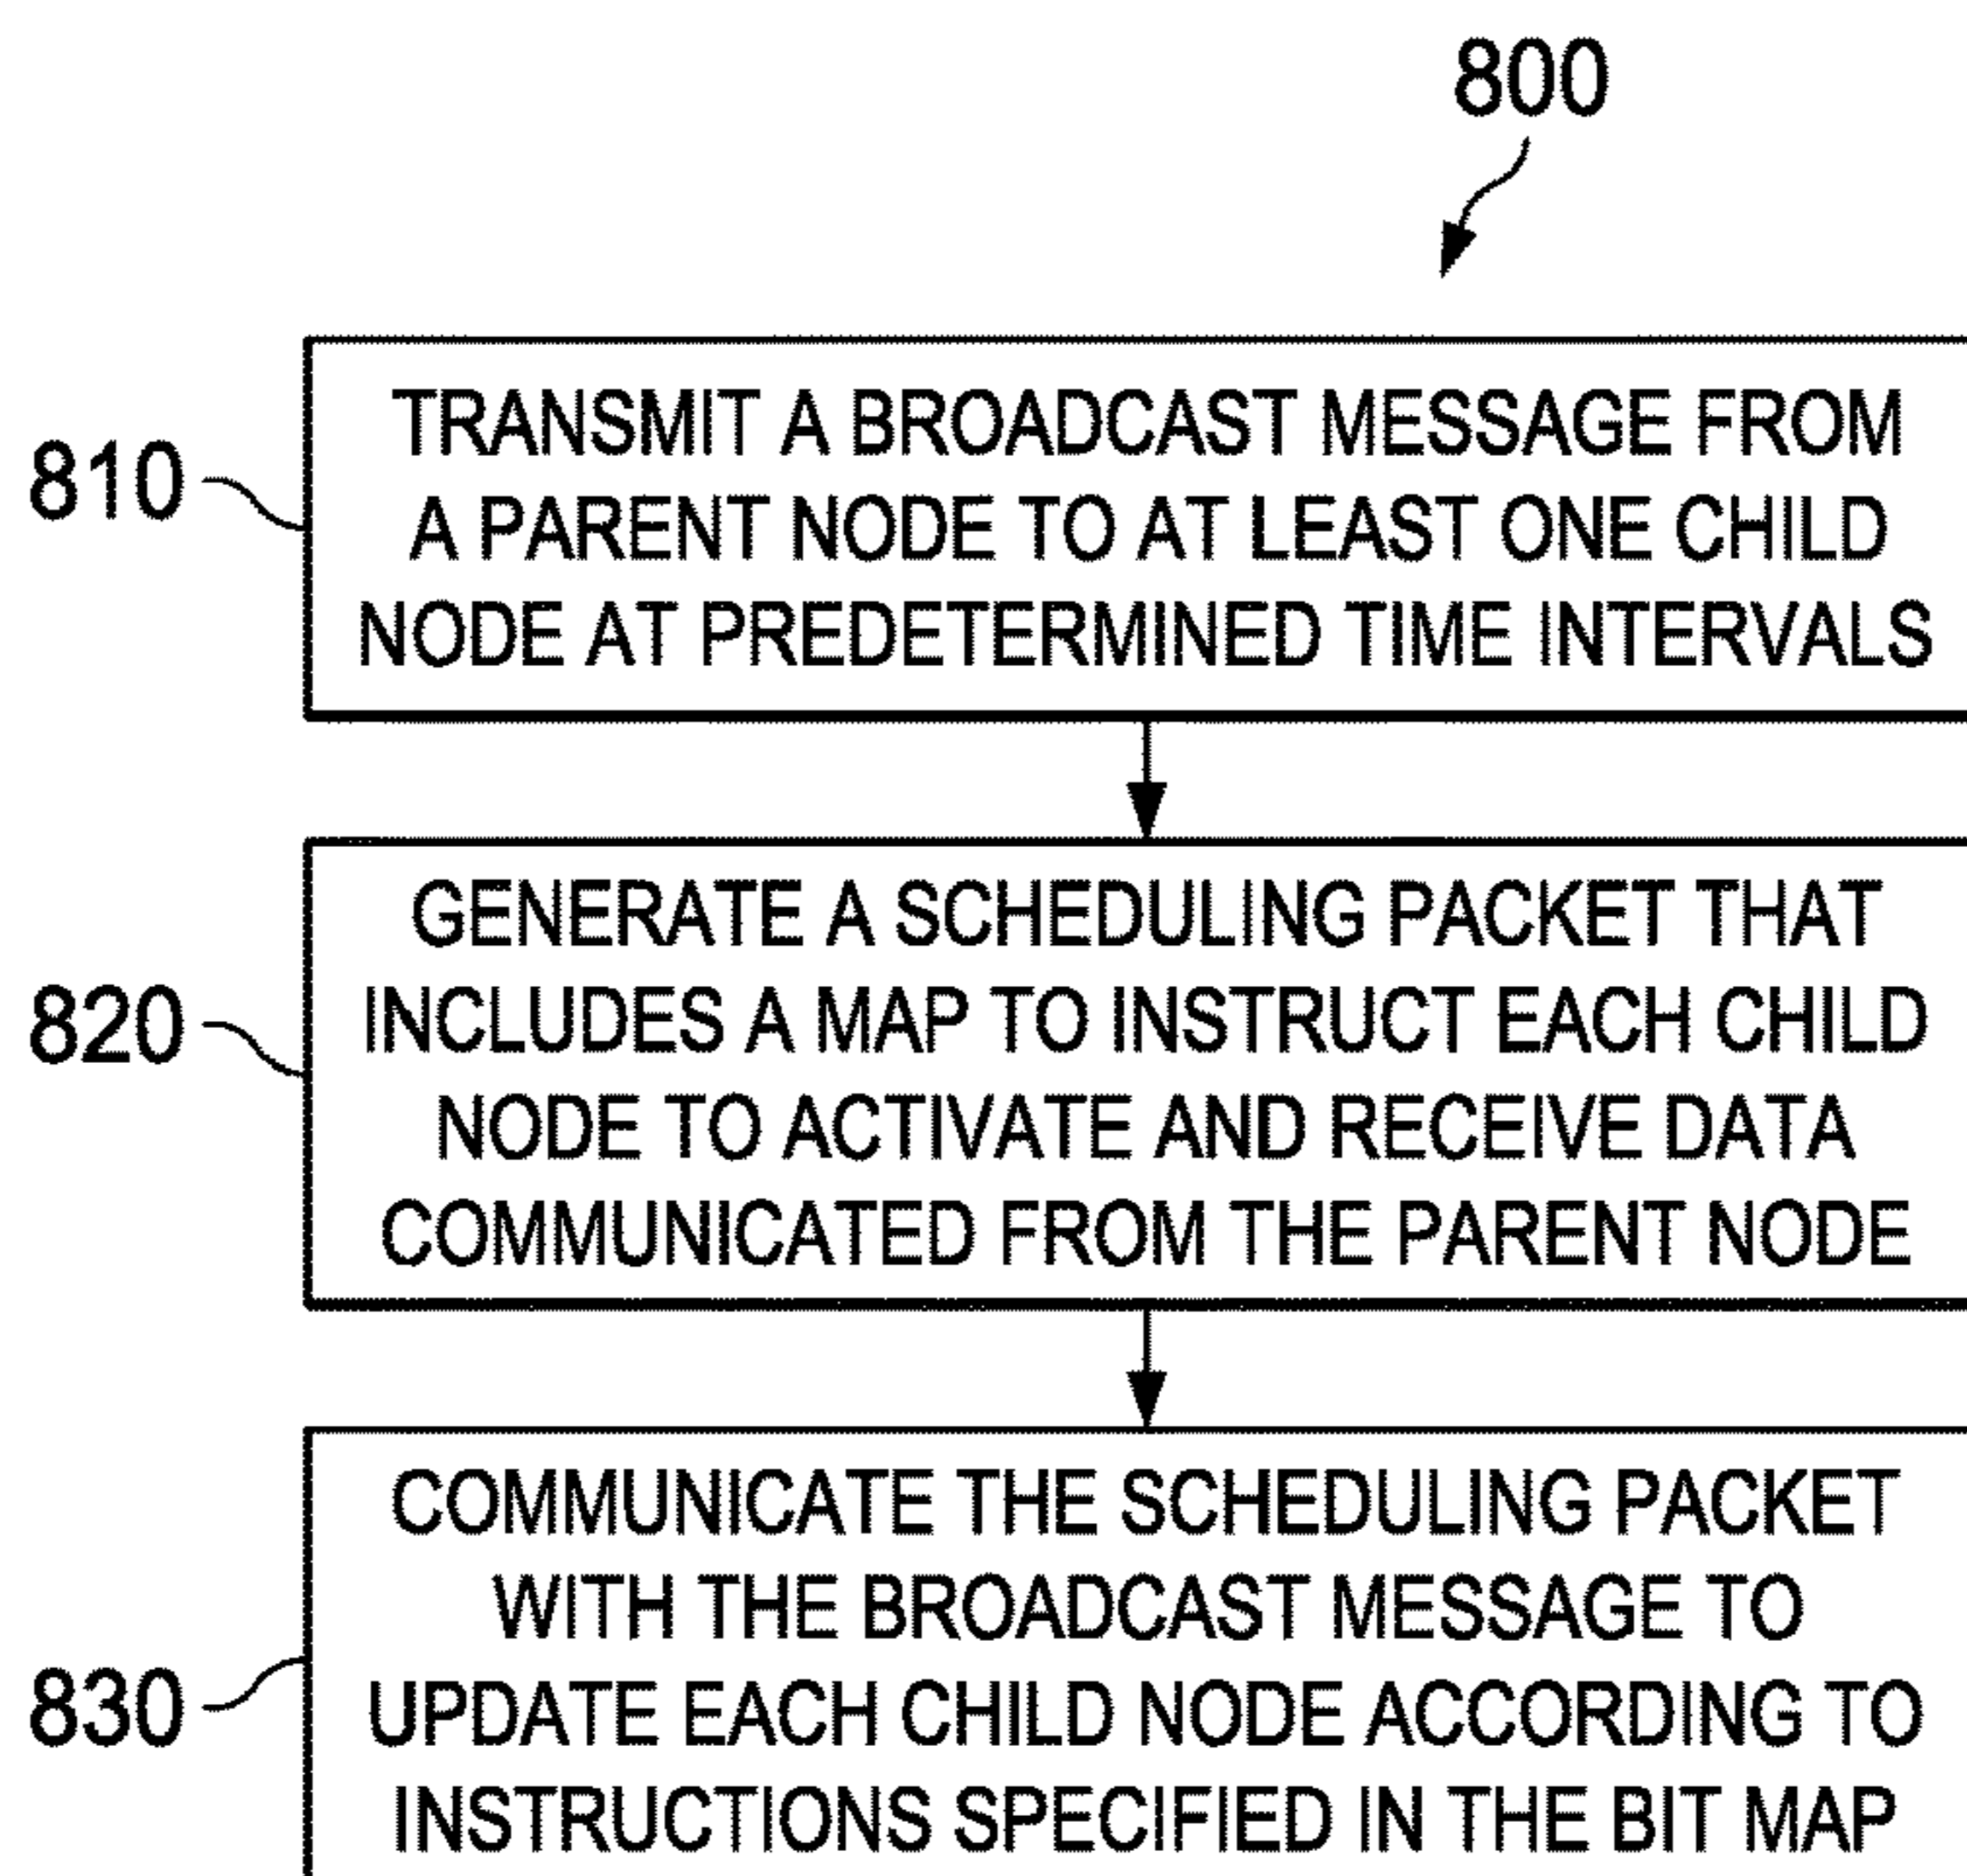 800
810
TRANSMIT A BROADCAST MESSAGE FROM
A PARENT NODE TO AT LEAST ONE CHILD
NODE AT PREDETERMINED TIME INTERVALS
820
GENERATE A SCHEDULING PACKET THAT
INCLUDES A MAP TO INSTRUCT EACH CHILD
NODE TO ACTIVATE AND RECEIVE DATA
COMMUNICATED FROM THE PARENT NODE
830
COMMUNICATE THE SCHEDULING PACKET
WITH THE BROADCAST MESSAGE TO
UPDATE EACH CHILD NODE ACCORDING TO
INSTRUCTIONS SPECIFIED IN THE BIT MAP